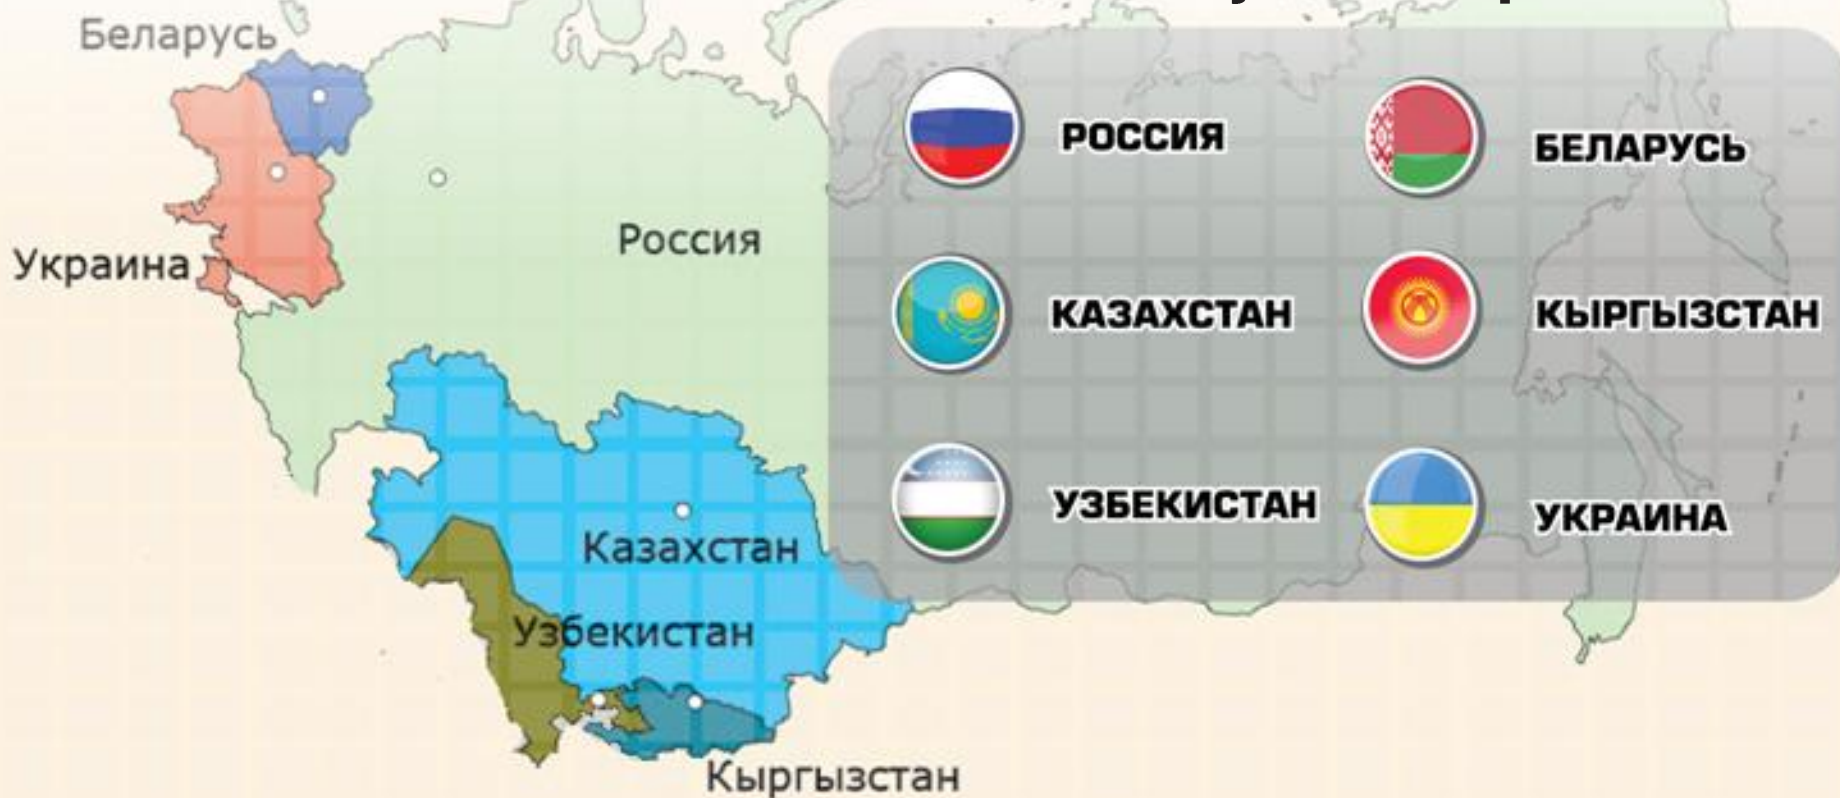 Беларусь
Украина
Россия
Казахстан
Узбекистан
Кыргызстан
РОССИЯ
БЕЛАРУСЬ
КАЗАХСТАН
КЫРГЫЗСТАН
УЗБЕКИСТАН
УКРАИНА